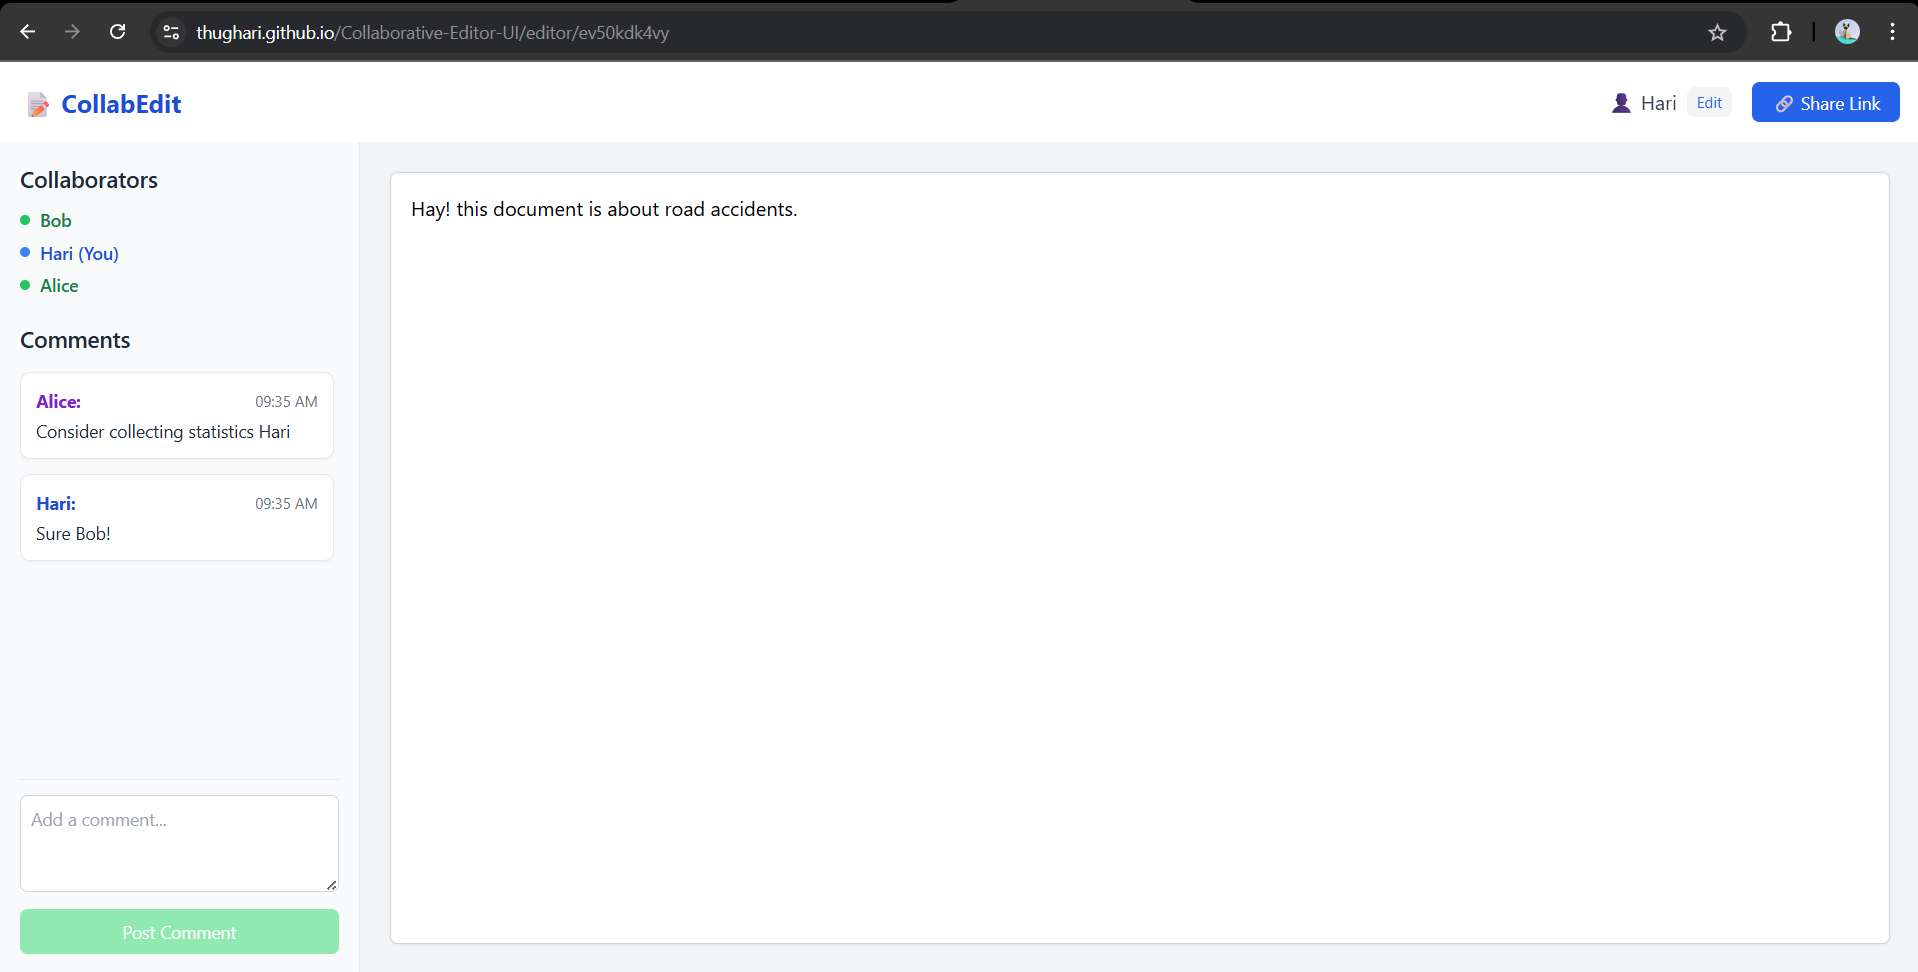 thughari.github.io/Collaborative-Editor-UI/editor/ev50kdk4vy
CollabEdit
Hari Edit Share Link
Collaborators
Bob
Hari (You)
Alice
Comments
Alice: 09:35 AM
Consider collecting statistics Hari
Hari: 09:35 AM
Sure Bob!
Add a comment...
Post Comment
Hay! this document is about road accidents.